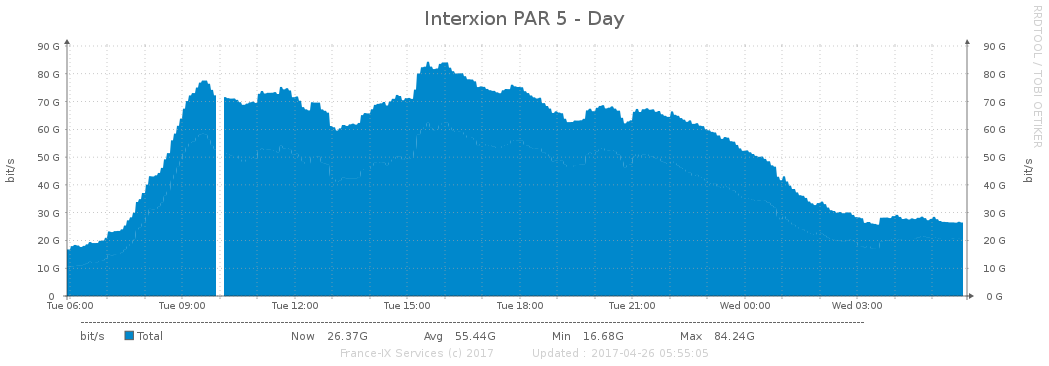 Interxion PAR 5 - Day
RRDTOOL / TOBI OETIKER
bit/s
90 G
80 G
70 G
60 G
50 G
40 G
30 G
20 G
10 G
0
90 G
80 G
70 G
60 G
50 G
40 G
30 G
20 G
10 G
0 G
bit/s
Tue 06:00 Tue 09:00 Tue 12:00 Tue 15:00 Tue 18:00 Tue 21:00 Wed 00:00 Wed 03:00
bit/s Total Now 26.37G Avg 55.44G Min 16.68G Max 84.24G
France-IX Services (c) 2017 Updated : 2017-04-26 05:55:05